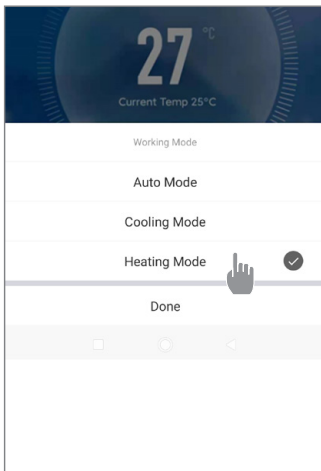 27 °C
Current Temp 25°C
Working Mode
Auto Mode
Cooling Mode
Heating Mode
Done